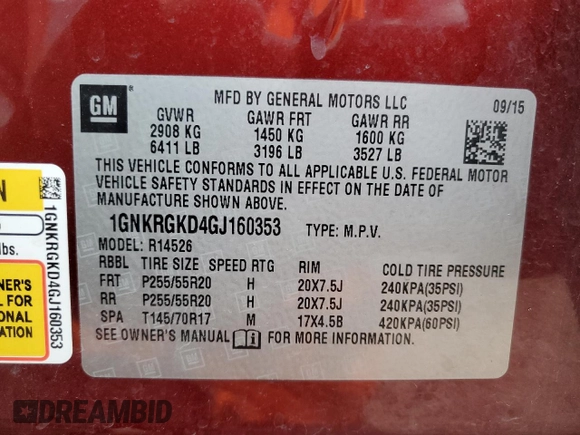 GM
MFD BY GENERAL MOTORS LLC
09/15
GVWR GAWR FRT GAWR RR
2908 KG 1450 KG 1600 KG
6411 LB 3196 LB 3527 LB
THIS VEHICLE CONFORMS TO ALL APPLICABLE U.S. FEDERAL MOTOR
VEHICLE SAFETY STANDARDS IN EFFECT ON THE DATE OF
MANUFACTURE SHOWN ABOVE.
1GNKRGKD4GJ160353 TYPE: M.P.V.
MODEL: R14526
RBBL TIRE SIZE SPEED RTG RIM COLD TIRE PRESSURE
FRT P255/55R20 H 20X7.5J 240KPA(35PSI)
RR P255/55R20 H 20X7.5J 240KPA(35PSI)
SPA T145/70R17 M 17X4.5B 420KPA(60PSI)
SEE OWNER'S MANUAL i FOR MORE INFORMATION.
N
lbs.
NER'S
L FOR
ONAL
ATION
1GNKRGKD4GJ160353
DREAMBID